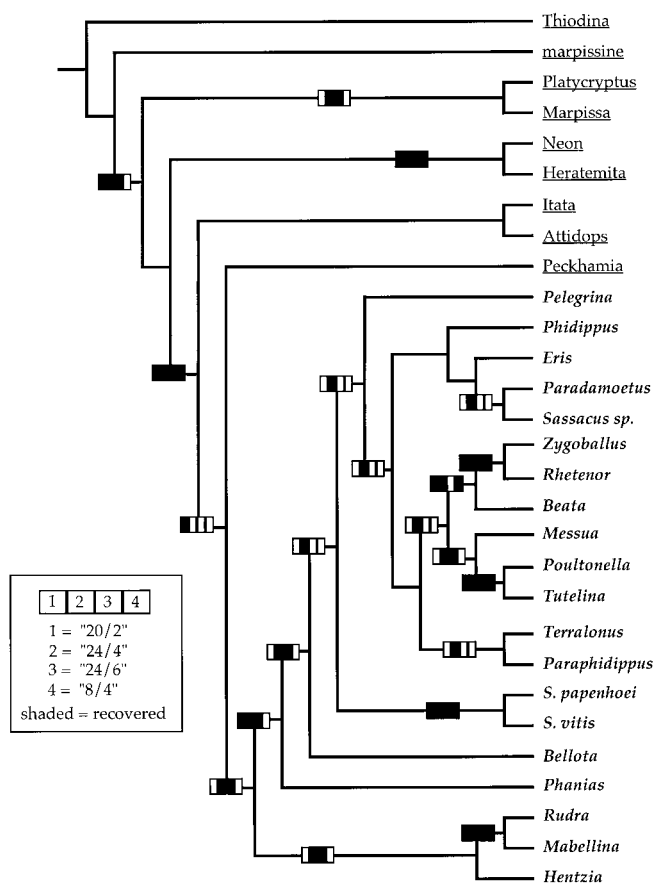 Thiodina
marpissine
Platycryptus
Marpissa
Neon
Heratemita
Itata
Attidops
Peckhamia
Pelegrina
Phidippus
Eris
Paradamoetus
Sassacus sp.
Zygoballus
Rhetenor
Beata
Messua
Poultonella
Tutelina
Terralonus
Paraphidippus
S. papenhoei
S. vitis
Bellota
Phanias
Rudra
Mabellina
Hentzia
1 2 3 4
1 = "20/2"
2 = "24/4"
3 = "24/6"
4 = "8/4"
shaded = recovered